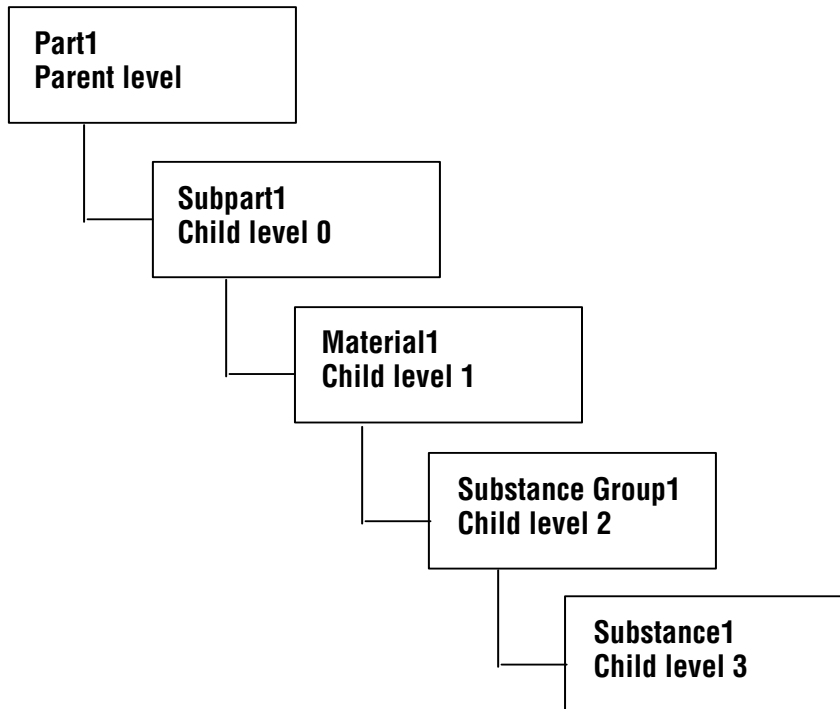 Part1
Parent level
Subpart1
Child level 0
Material1
Child level 1
Substance Group1
Child level 2
Substance1
Child level 3